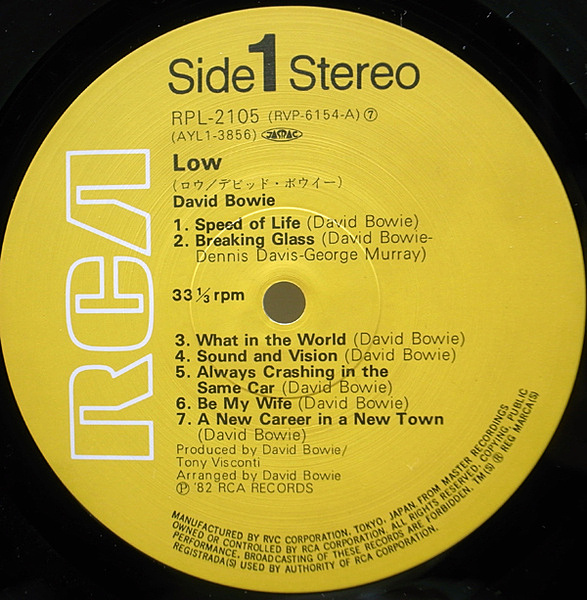 Side 1 Stereo
RPL-2105 (RVP-6154-A) ⑦
(AYL1-3856) JASRAC
Low
(ロウ/デビッド・ボウイー)
David Bowie
1. Speed of Life (David Bowie)
2. Breaking Glass (David Bowie-
Dennis Davis-George Murray)
33 1/3 rpm
3. What in the World (David Bowie)
4. Sound and Vision (David Bowie)
5. Always Crashing in the
Same Car (David Bowie)
6. Be My Wife (David Bowie)
7. A New Career in a New Town
(David Bowie)
Produced by David Bowie/
Tony Visconti
Arranged by David Bowie
Ⓟ '82 RCA RECORDS
RCA
MANUFACTURED BY RVC CORPORATION, TOKYO, JAPAN FROM MASTER RECORDINGS
OWNED OR CONTROLLED BY RCA CORPORATION. ALL RIGHTS RESERVED. COPYING, PUBLIC
PERFORMANCE, BROADCASTING OF THESE RECORDS ARE FORBIDDEN. TM(S) ® REG MARCA(S)
REGISTRADA(S) USED BY AUTHORITY OF RCA CORPORATION.